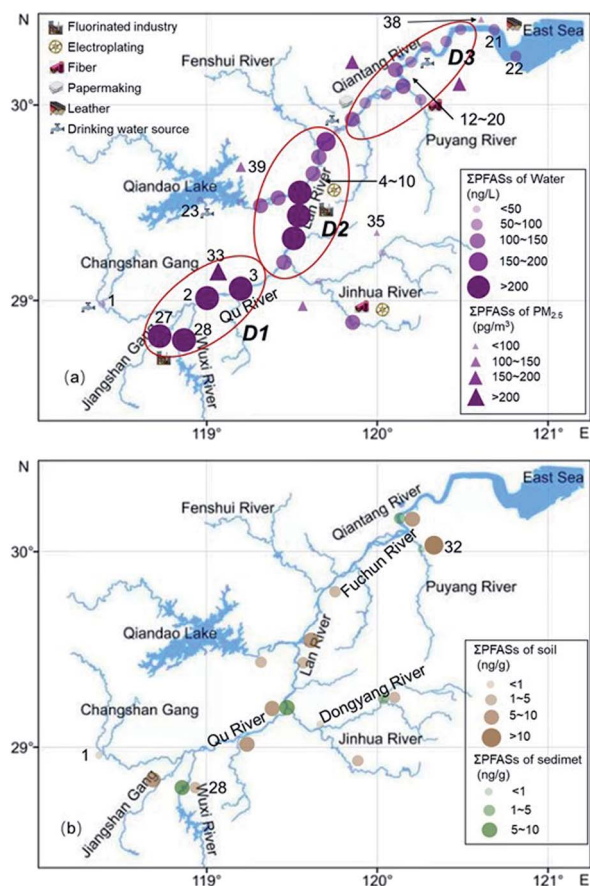 N
(a)
Fluorinated industry
Electroplating
Fiber
Papermaking
Leather
Drinking water source
38
East Sea
21
22
D3
Qiantang River
Fenshui River
30°
12~20
Puyang River
39
4~10
Qiandao Lake
23
Lan River
D2
35
Changshan Gang
33
3
1
2
Qu River
Jinhua River
29°
27
28
D1
Jiangshan Gang
Wuxi River
ΣPFASs of Water
(ng/L)
<50
50~100
100~150
150~200
>200
ΣPFASs of PM2.5
(pg/m³)
<100
100~150
150~200
>200
119°
120°
121°
E
N
East Sea
Fenshui River
Qiantang River
30°
Fuchun River
32
Puyang River
Qiandao Lake
Lan River
Changshan Gang
Dongyang River
Qu River
Jinhua River
29°
1
Jiangshan Gang
28
Wuxi River
(b)
ΣPFASs of soil
(ng/g)
<1
1~5
5~10
>10
ΣPFASs of sedimet
(ng/g)
<1
1~5
5~10
119°
120°
121°
E